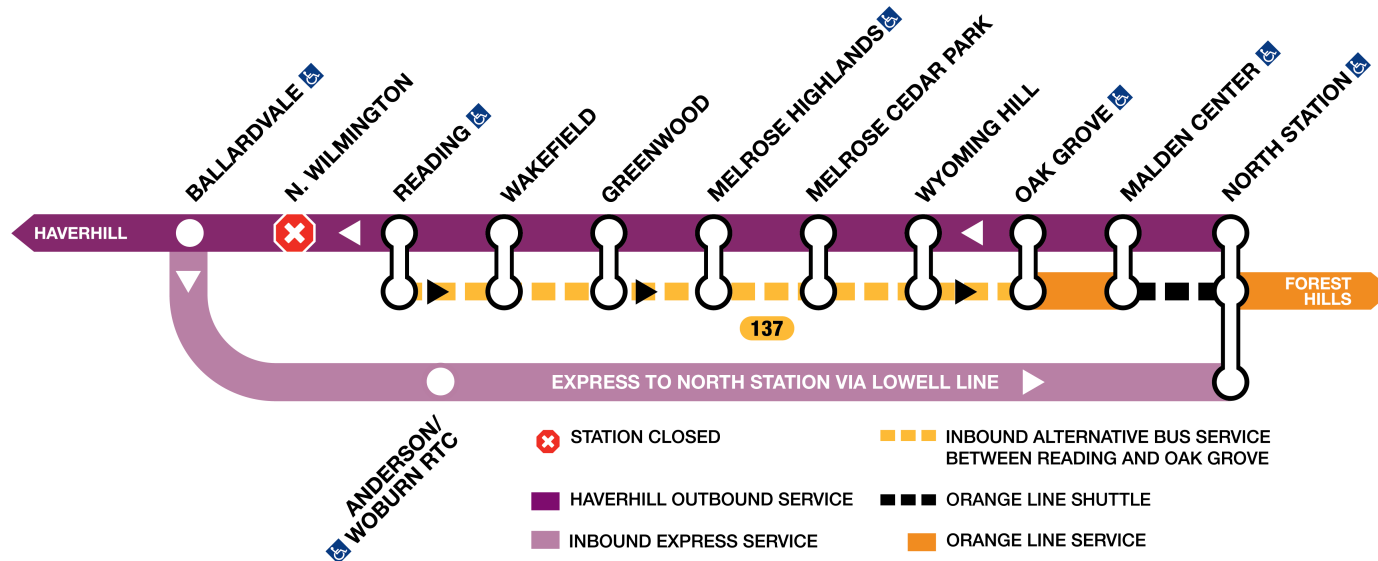 BALLARDVALE
N. WILMINGTON
READING
WAKEFIELD
GREENWOOD
MELROSE HIGHLANDS
MELROSE CEDAR PARK
WYOMING HILL
OAK GROVE
MALDEN CENTER
NORTH STATION
HAVERHILL
FOREST
HILLS
137
EXPRESS TO NORTH STATION VIA LOWELL LINE
ANDERSON/
WOBURN RTC
STATION CLOSED
HAVERHILL OUTBOUND SERVICE
INBOUND EXPRESS SERVICE
INBOUND ALTERNATIVE BUS SERVICE
BETWEEN READING AND OAK GROVE
ORANGE LINE SHUTTLE
ORANGE LINE SERVICE